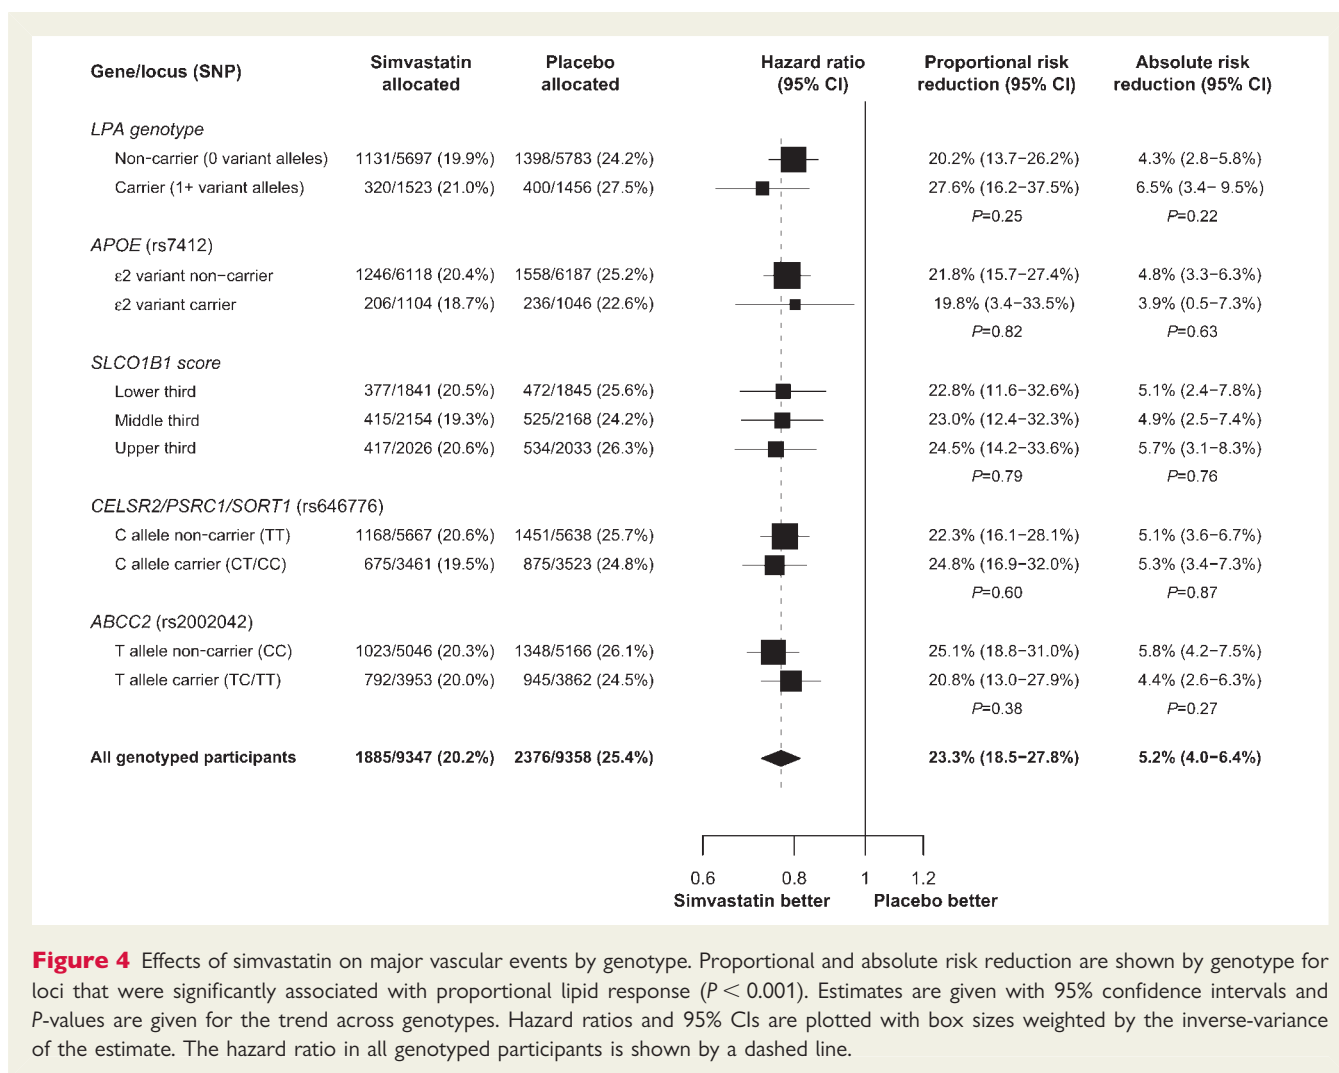 Gene/locus (SNP) Simvastatin allocated Placebo allocated Hazard ratio (95% CI) Proportional risk reduction (95% CI) Absolute risk reduction (95% CI)
LPA genotype
Non-carrier (0 variant alleles) 1131/5697 (19.9%) 1398/5783 (24.2%) 20.2% (13.7−26.2%) 4.3% (2.8−5.8%)
Carrier (1+ variant alleles) 320/1523 (21.0%) 400/1456 (27.5%) 27.6% (16.2−37.5%) 6.5% (3.4− 9.5%)
P=0.25 P=0.22
APOE (rs7412)
ε2 variant non−carrier 1246/6118 (20.4%) 1558/6187 (25.2%) 21.8% (15.7−27.4%) 4.8% (3.3−6.3%)
ε2 variant carrier 206/1104 (18.7%) 236/1046 (22.6%) 19.8% (3.4−33.5%) 3.9% (0.5−7.3%)
P=0.82 P=0.63
SLCO1B1 score
Lower third 377/1841 (20.5%) 472/1845 (25.6%) 22.8% (11.6−32.6%) 5.1% (2.4−7.8%)
Middle third 415/2154 (19.3%) 525/2168 (24.2%) 23.0% (12.4−32.3%) 4.9% (2.5−7.4%)
Upper third 417/2026 (20.6%) 534/2033 (26.3%) 24.5% (14.2−33.6%) 5.7% (3.1−8.3%)
P=0.79 P=0.76
CELSR2/PSRC1/SORT1 (rs646776)
C allele non−carrier (TT) 1168/5667 (20.6%) 1451/5638 (25.7%) 22.3% (16.1−28.1%) 5.1% (3.6−6.7%)
C allele carrier (CT/CC) 675/3461 (19.5%) 875/3523 (24.8%) 24.8% (16.9−32.0%) 5.3% (3.4−7.3%)
P=0.60 P=0.87
ABCC2 (rs2002042)
T allele non−carrier (CC) 1023/5046 (20.3%) 1348/5166 (26.1%) 25.1% (18.8−31.0%) 5.8% (4.2−7.5%)
T allele carrier (TC/TT) 792/3953 (20.0%) 945/3862 (24.5%) 20.8% (13.0−27.9%) 4.4% (2.6−6.3%)
P=0.38 P=0.27
All genotyped participants 1885/9347 (20.2%) 2376/9358 (25.4%) 23.3% (18.5−27.8%) 5.2% (4.0−6.4%)
0.6 0.8 1 1.2
Simvastatin better Placebo better
Figure 4 Effects of simvastatin on major vascular events by genotype. Proportional and absolute risk reduction are shown by genotype for
loci that were significantly associated with proportional lipid response (P < 0.001). Estimates are given with 95% confidence intervals and
P-values are given for the trend across genotypes. Hazard ratios and 95% CIs are plotted with box sizes weighted by the inverse-variance
of the estimate. The hazard ratio in all genotyped participants is shown by a dashed line.